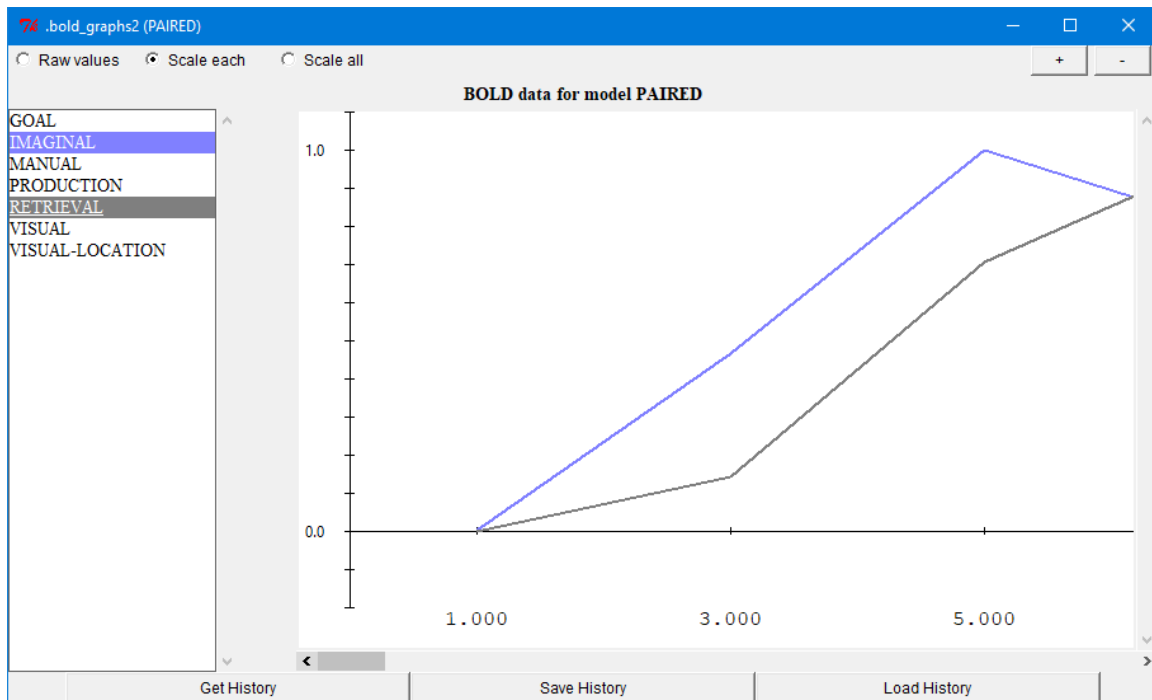 .bold_graphs2 (PAIRED)
Raw values Scale each Scale all + -
BOLD data for model PAIRED
GOAL
IMAGINAL
MANUAL
PRODUCTION
RETRIEVAL
VISUAL
VISUAL-LOCATION
1.0
0.0
1.000 3.000 5.000
Get History Save History Load History